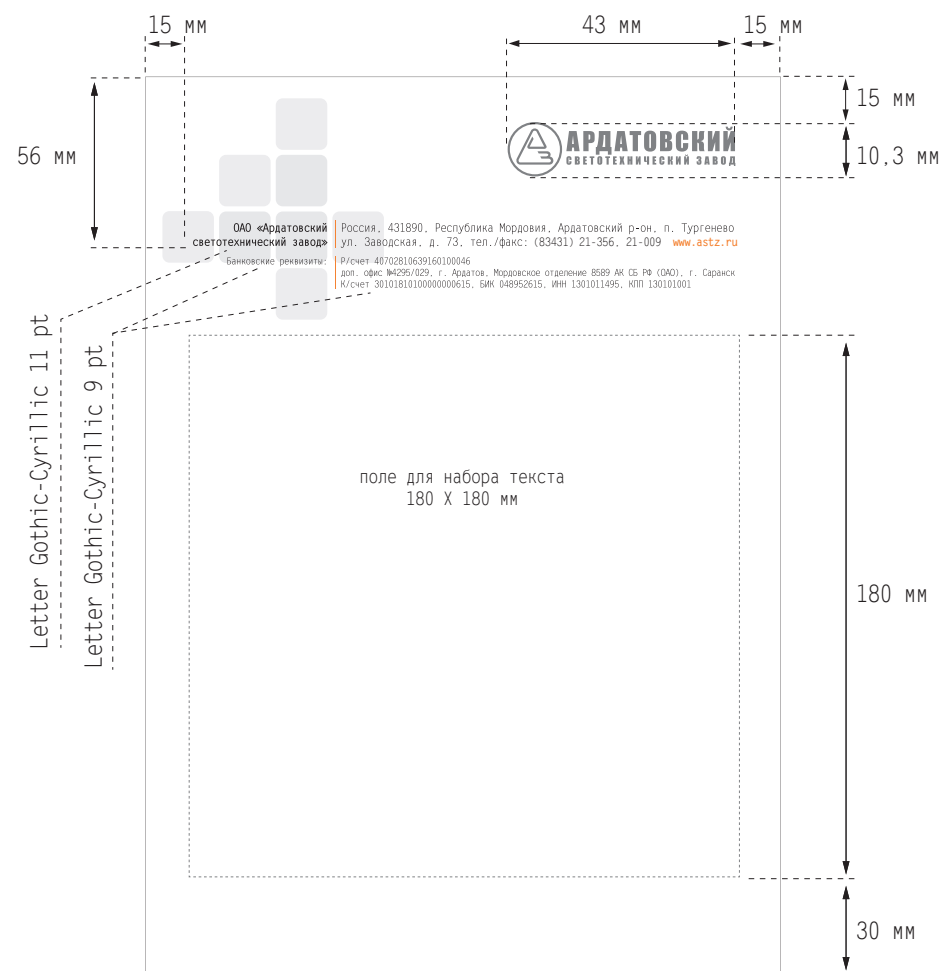 15 мм
43 мм
15 мм
15 мм
56 мм
10,3 мм
АРДАТОВСКИЙ
СВЕТОТЕХНИЧЕСКИЙ ЗАВОД
ОАО «Ардатовский
светотехнический завод»
Россия, 431890, Республика Мордовия, Ардатовский р-он, п. Тургенево
ул. Заводская, д. 73, тел./факс: (83431) 21-356, 21-009 www.astz.ru
Банковские реквизиты:
Р/счет 40702810639160100046
доп. офис №4295/029, г. Ардатов, Мордовское отделение 8589 АК СБ РФ (ОАО), г. Саранск
К/счет 30101810100000000615, БИК 048952615, ИНН 1301011495, КПП 130101001
Letter Gothic-Cyrillic 11 pt
Letter Gothic-Cyrillic 9 pt
поле для набора текста
180 X 180 мм
180 мм
30 мм